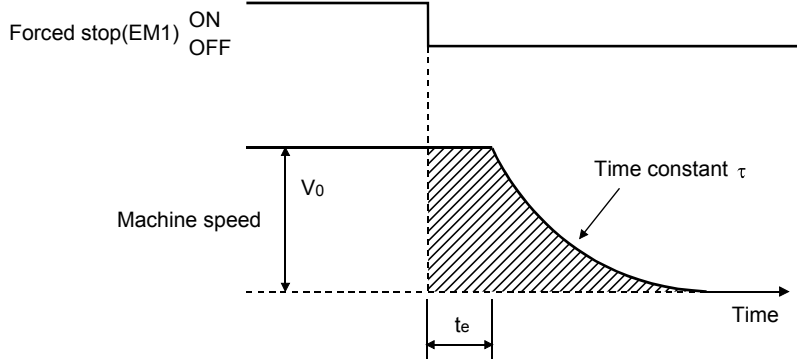 Forced stop(EM1)
ON
OFF
V0
Time constant τ
Machine speed
Time
te